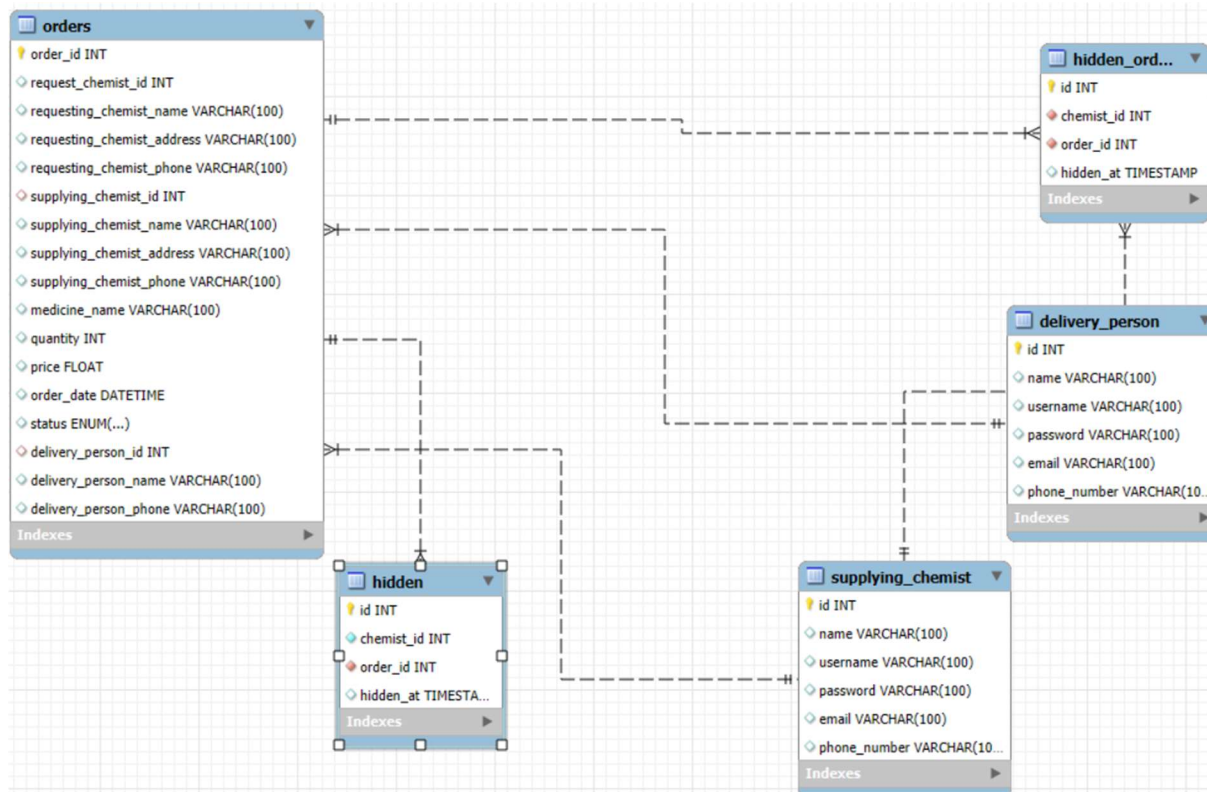 orders
order_id INT
request_chemist_id INT
requesting_chemist_name VARCHAR(100)
requesting_chemist_address VARCHAR(100)
requesting_chemist_phone VARCHAR(100)
supplying_chemist_id INT
supplying_chemist_name VARCHAR(100)
supplying_chemist_address VARCHAR(100)
supplying_chemist_phone VARCHAR(100)
medicine_name VARCHAR(100)
quantity INT
price FLOAT
order_date DATETIME
status ENUM(...)
delivery_person_id INT
delivery_person_name VARCHAR(100)
delivery_person_phone VARCHAR(100)
Indexes
hidden_ord...
id INT
chemist_id INT
order_id INT
hidden_at TIMESTAMP
Indexes
delivery_person
id INT
name VARCHAR(100)
username VARCHAR(100)
password VARCHAR(100)
email VARCHAR(100)
phone_number VARCHAR(10...
Indexes
hidden
id INT
chemist_id INT
order_id INT
hidden_at TIMESTA...
Indexes
supplying_chemist
id INT
name VARCHAR(100)
username VARCHAR(100)
password VARCHAR(100)
email VARCHAR(100)
phone_number VARCHAR(10...
Indexes